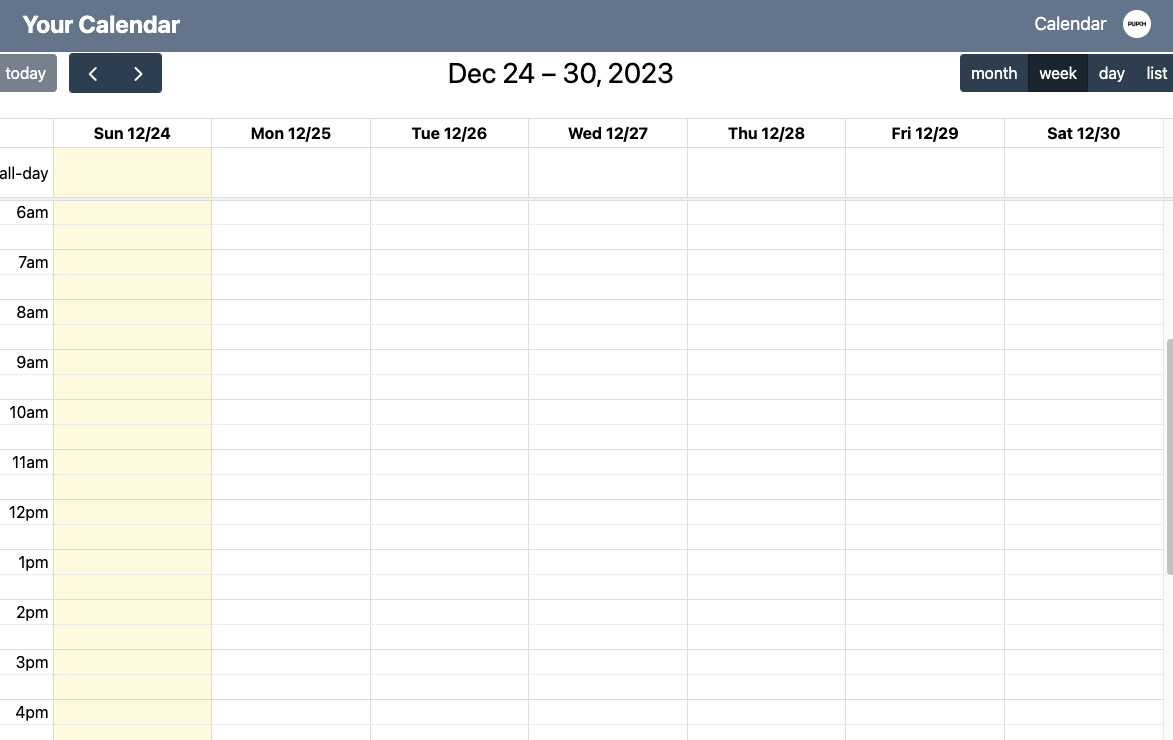 Your Calendar
Calendar
PUPCH
today
Dec 24 – 30, 2023
month week day list
Sun 12/24 Mon 12/25 Tue 12/26 Wed 12/27 Thu 12/28 Fri 12/29 Sat 12/30
all-day
6am
7am
8am
9am
10am
11am
12pm
1pm
2pm
3pm
4pm